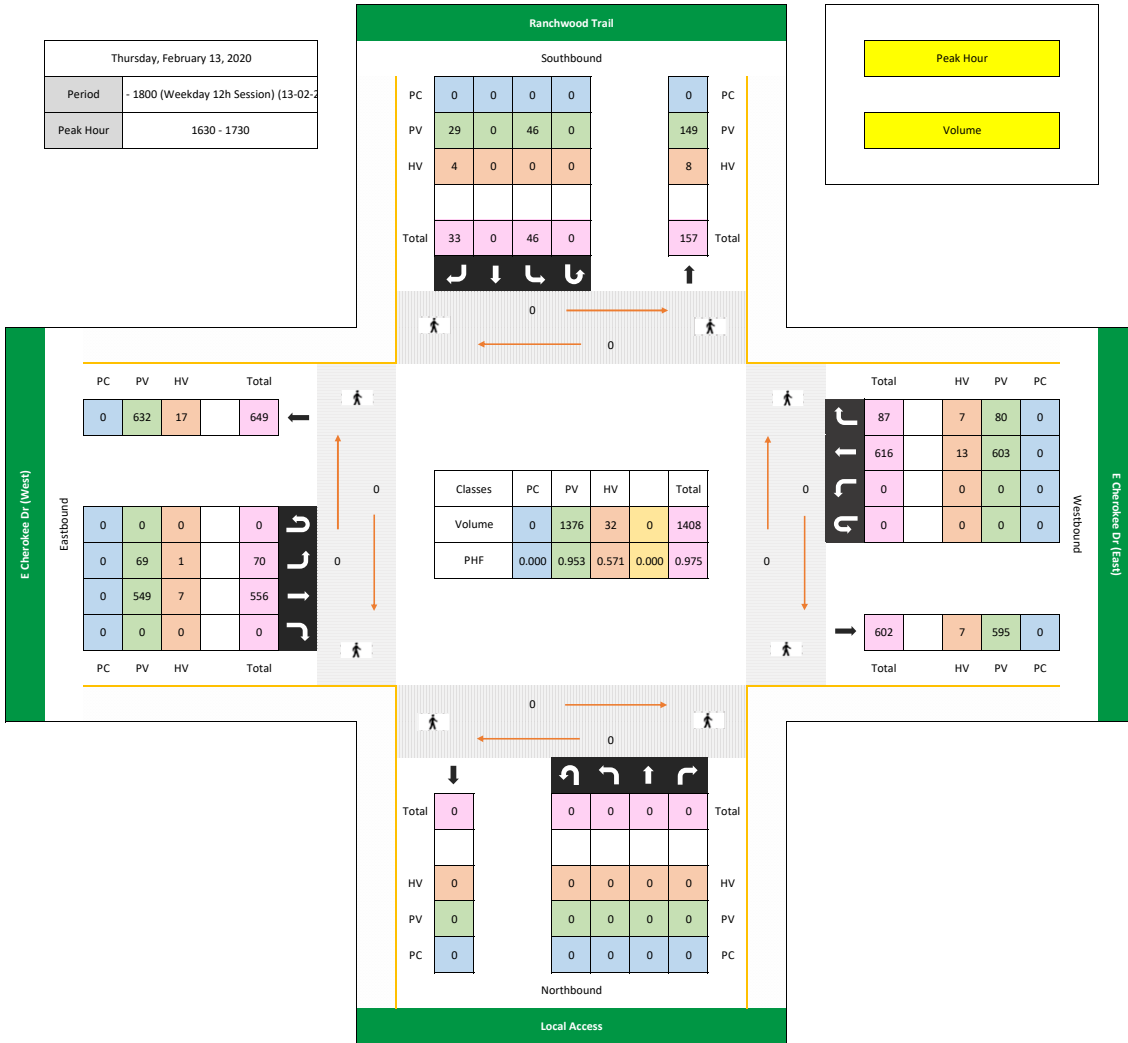 Ranchwood Trail
Thursday, February 13, 2020
Period - 1800 (Weekday 12h Session) (13-02-2
Peak Hour 1630 - 1730
Southbound
Peak Hour
Volume
PC 0 0 0 0 0 PC
PV 29 0 46 0 149 PV
HV 4 0 0 0 8 HV
Total 33 0 46 0 157 Total
0
0
E Cherokee Dr (West)
Eastbound
PC PV HV Total
0 632 17 649
0 0 0 0
0 69 1 70
0 549 7 556
0 0 0 0
PC PV HV Total
0
0
Classes PC PV HV Total
Volume 0 1376 32 0 1408
PHF 0.000 0.953 0.571 0.000 0.975
0
0
Total HV PV PC
87 7 80 0
616 13 603 0
0 0 0 0
0 0 0 0
602 7 595 0
Total HV PV PC
Westbound
E Cherokee Dr (East)
0
0
Total 0 0 0 0 0 Total
HV 0 0 0 0 0 HV
PV 0 0 0 0 0 PV
PC 0 0 0 0 0 PC
Northbound
Local Access